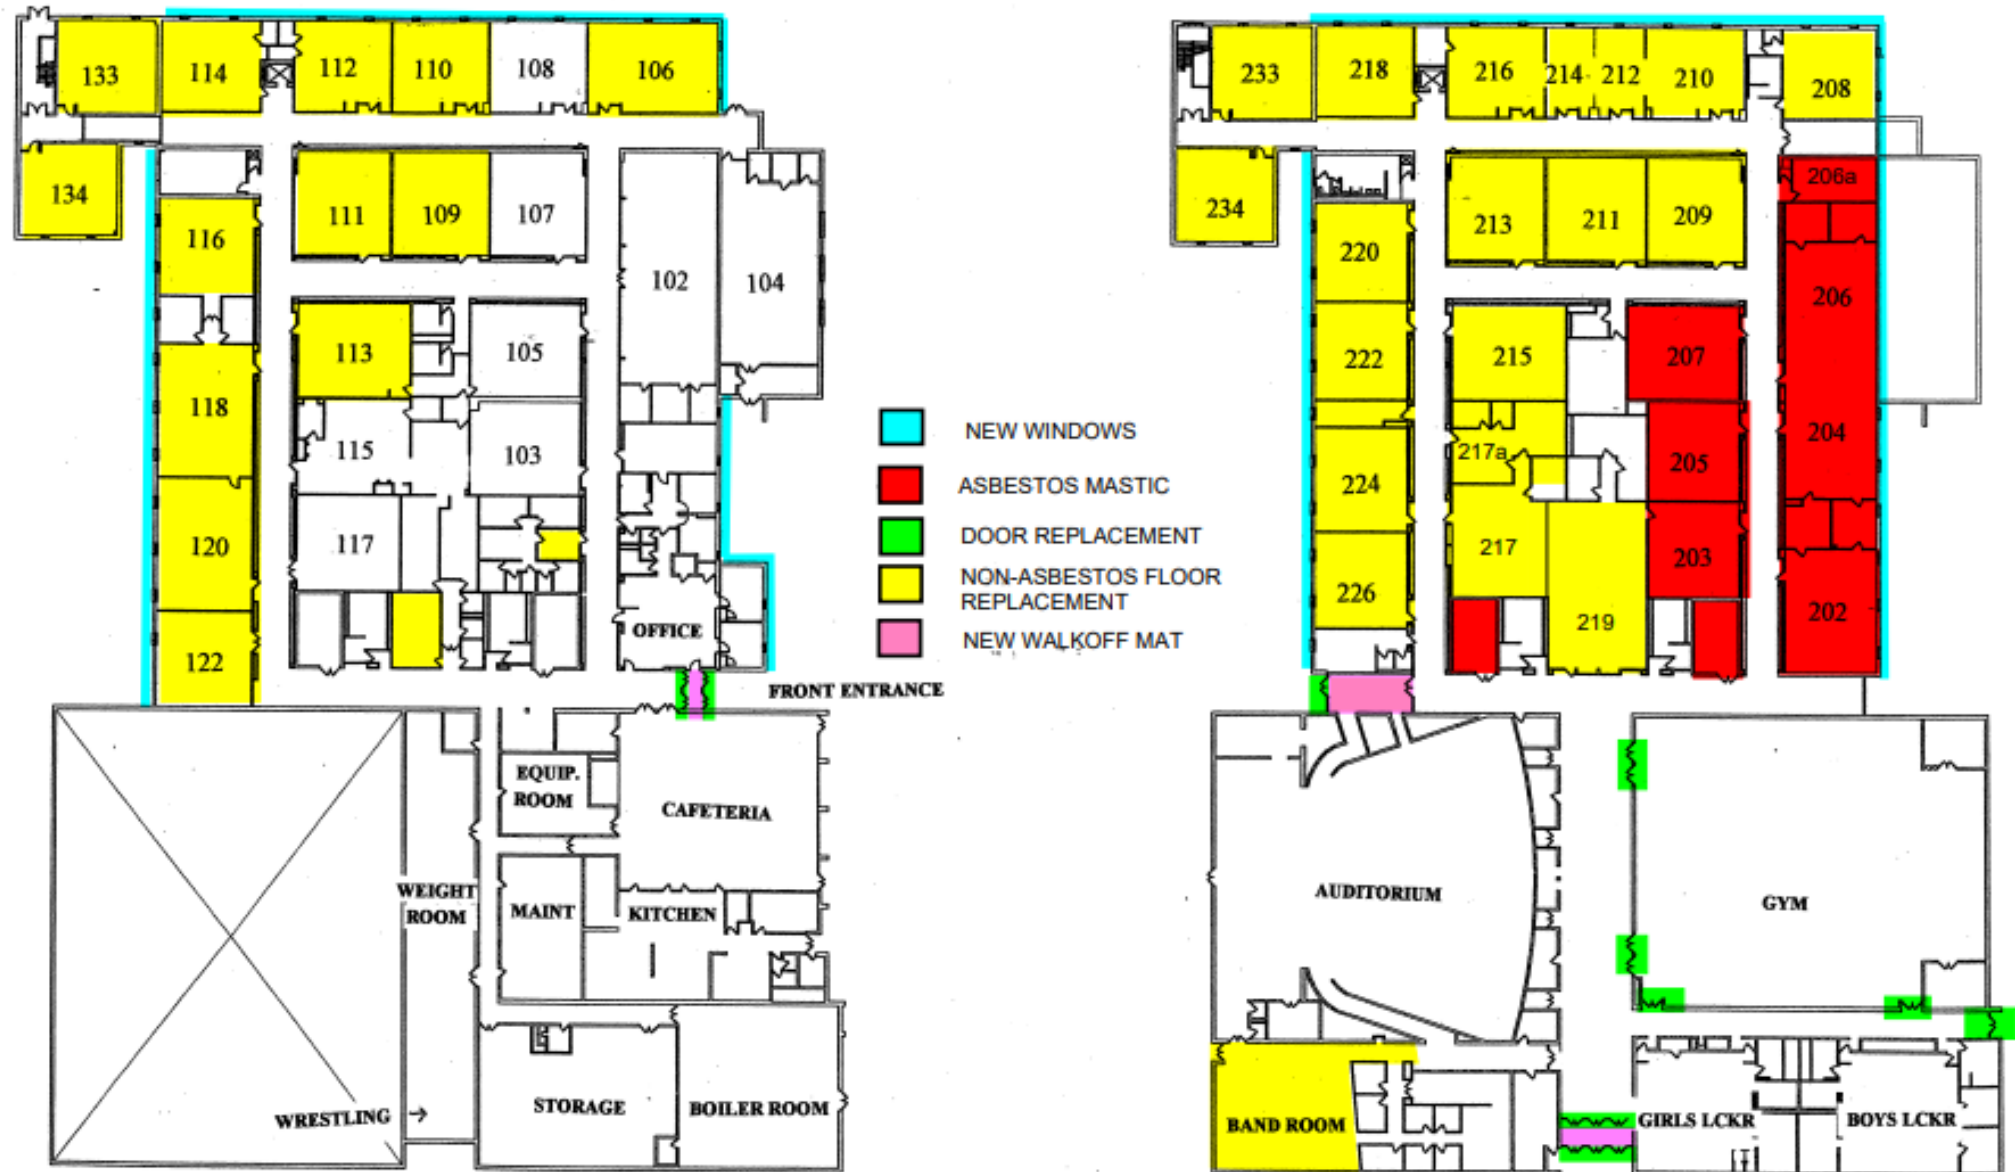 133
114
112
110
108
106
134
116
111
109
107
102
104
113
105
118
115
103
120
117
122
OFFICE
FRONT ENTRANCE
EQUIP.
ROOM
CAFETERIA
WEIGHT
ROOM
MAINT
KITCHEN
WRESTLING
STORAGE
BOILER ROOM
NEW WINDOWS
ASBESTOS MASTIC
DOOR REPLACEMENT
NON-ASBESTOS FLOOR
REPLACEMENT
NEW WALKOFF MAT
233
218
216
214
212
210
208
234
220
213
211
209
206a
206
222
215
207
204
217a
205
224
217
203
226
219
202
AUDITORIUM
GYM
BAND ROOM
GIRLS LCKR
BOYS LCKR